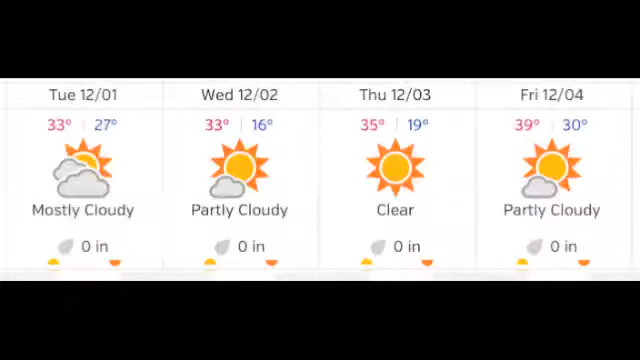 Tue 12/01 Wed 12/02 Thu 12/03 Fri 12/04
33° | 27° 33° | 16° 35° | 19° 39° | 30°
Mostly Cloudy Partly Cloudy Clear Partly Cloudy
0 in 0 in 0 in 0 in